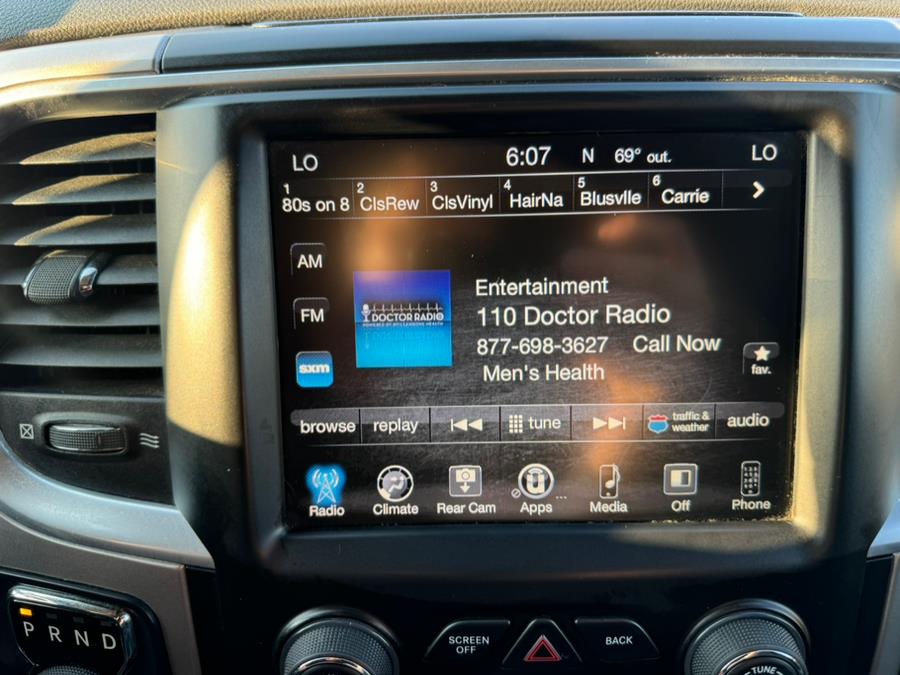 LO 6:07 N 69° out. LO
1 80s on 8 2 ClsRew 3 ClsVinyl 4 HairNa 5 Blusvlle 6 Carrie
AM
FM
sxm
DOCTOR RADIO
Entertainment
110 Doctor Radio
877-698-3627 Call Now
Men's Health
fav.
browse replay tune traffic & weather audio
Radio Climate Rear Cam Apps ... Media Off Phone
P R N D
SCREEN OFF
BACK
TUNE